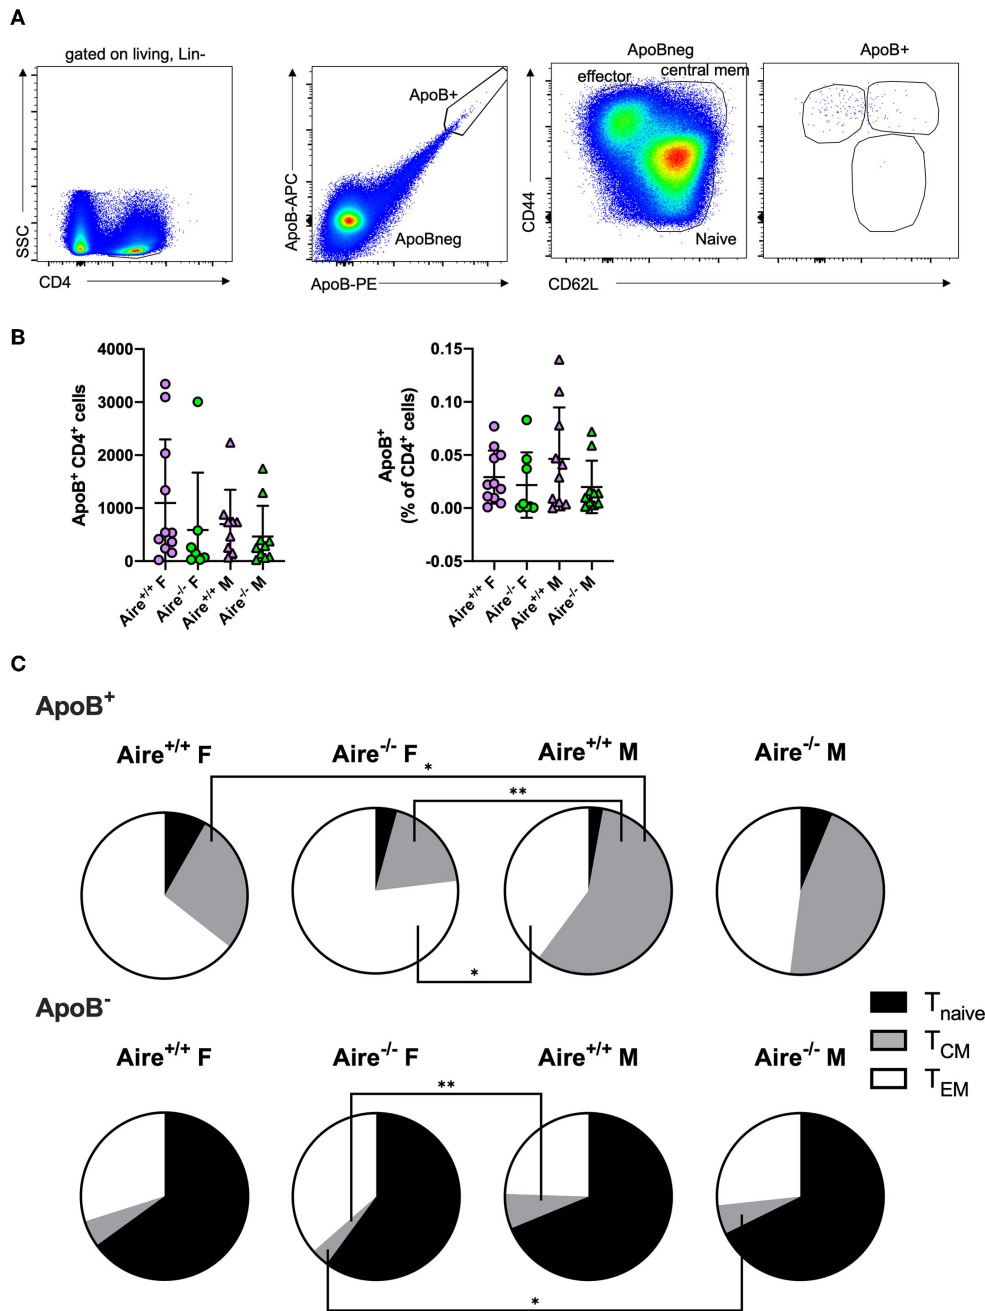 A
gated on living, Lin-
SSC
CD4
ApoB+
ApoBneg
ApoB-APC
ApoB-PE
ApoBneg
effector
central mem
Naive
CD44
CD62L
ApoB+
B
ApoB+ CD4+ cells
4000
3000
2000
1000
0
Aire+/+ F
Aire-/- F
Aire+/+ M
Aire-/- M
ApoB+
(% of CD4+ cells)
0.15
0.10
0.05
0.00
-0.05
Aire+/+ F
Aire-/- F
Aire+/+ M
Aire-/- M
C
ApoB+
Aire+/+ F
Aire-/- F
Aire+/+ M
Aire-/- M
*
**
*
ApoB-
Tnaive
TCM
TEM
Aire+/+ F
Aire-/- F
Aire+/+ M
Aire-/- M
**
*